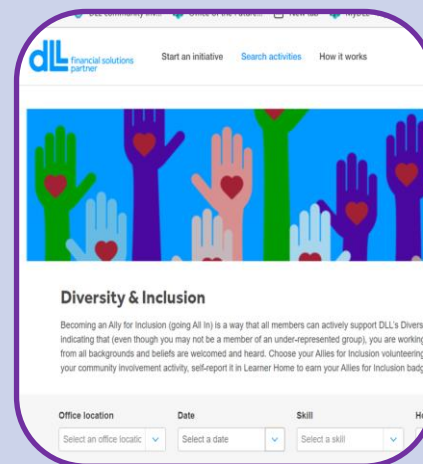 DLL community inv...
New tab
dLL financial solutions
partner
Start an initiative Search activities How it works
Diversity & Inclusion
Becoming an Ally for Inclusion (going All In) is a way that all members can actively support DLL's Divers
indicating that (even though you may not be a member of an under-represented group), you are working
from all backgrounds and beliefs are welcomed and heard. Choose your Allies for Inclusion volunteering
your community involvement activity, self-report it in Learner Home to earn your Allies for Inclusion badg
Office location Date Skill
Select an office locatic Select a date Select a skill